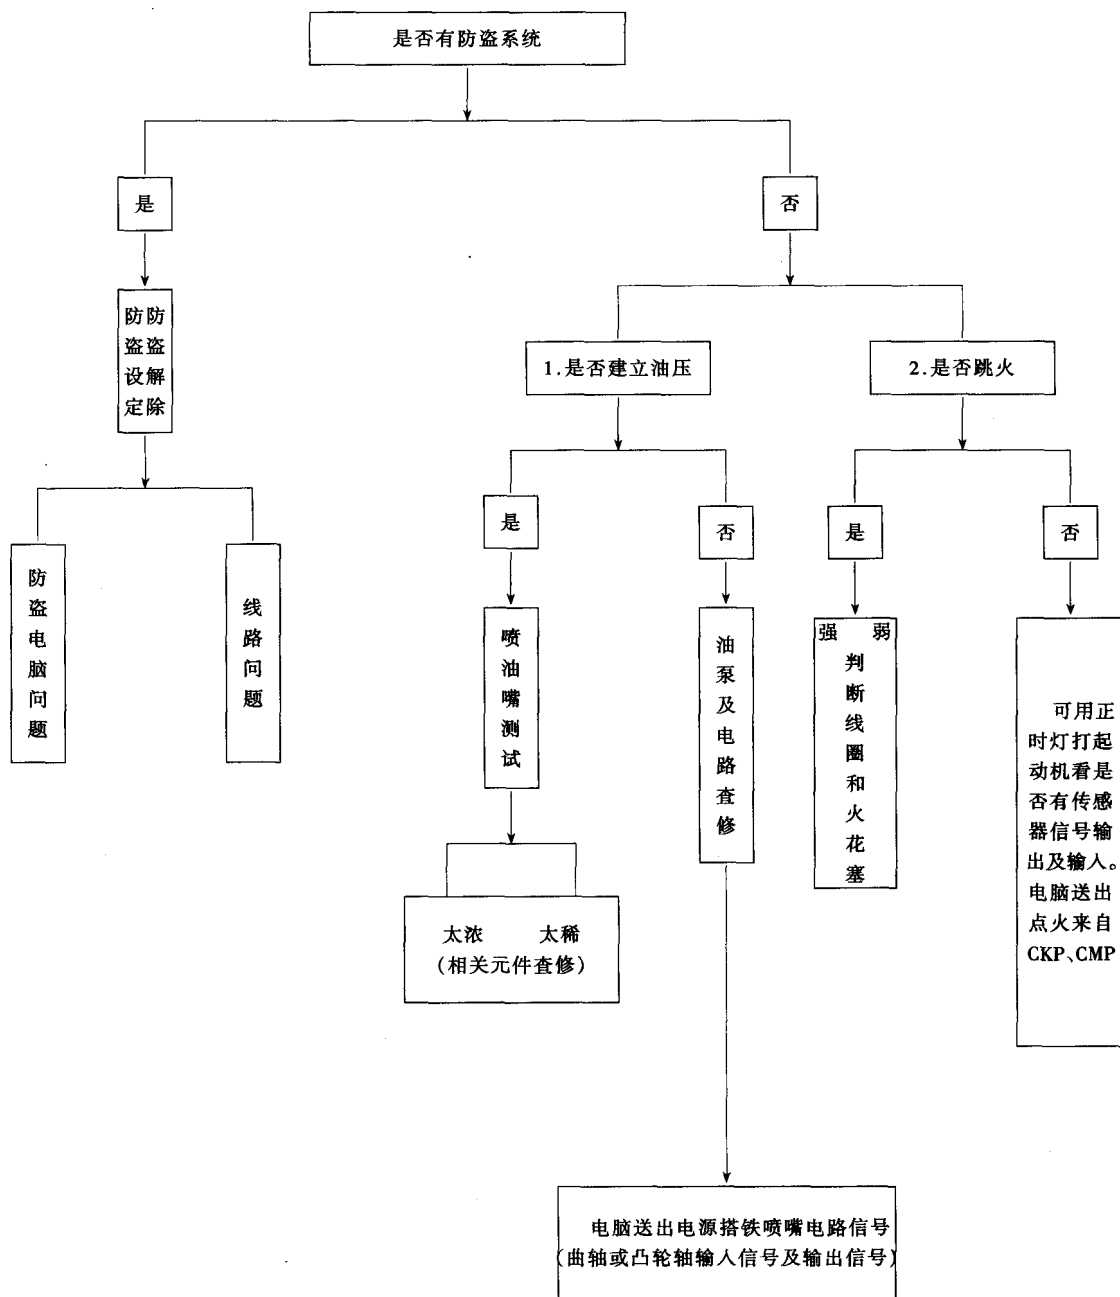 是否有防盗系统
是
否
防盗设定
防盗解除
1.是否建立油压
2.是否跳火
是
否
是
否
防盗电脑问题
线路问题
喷油嘴测试
油泵及电路查修
强 弱
判断线圈和火花塞
可用正
时灯打起
动机看是
否有传感
器信号输
出及输入。
电脑送出
点火来自
CKP、CMP
太浓 太稀
(相关元件查修)
电脑送出电源搭铁喷嘴电路信号
(曲轴或凸轮轴输入信号及输出信号)